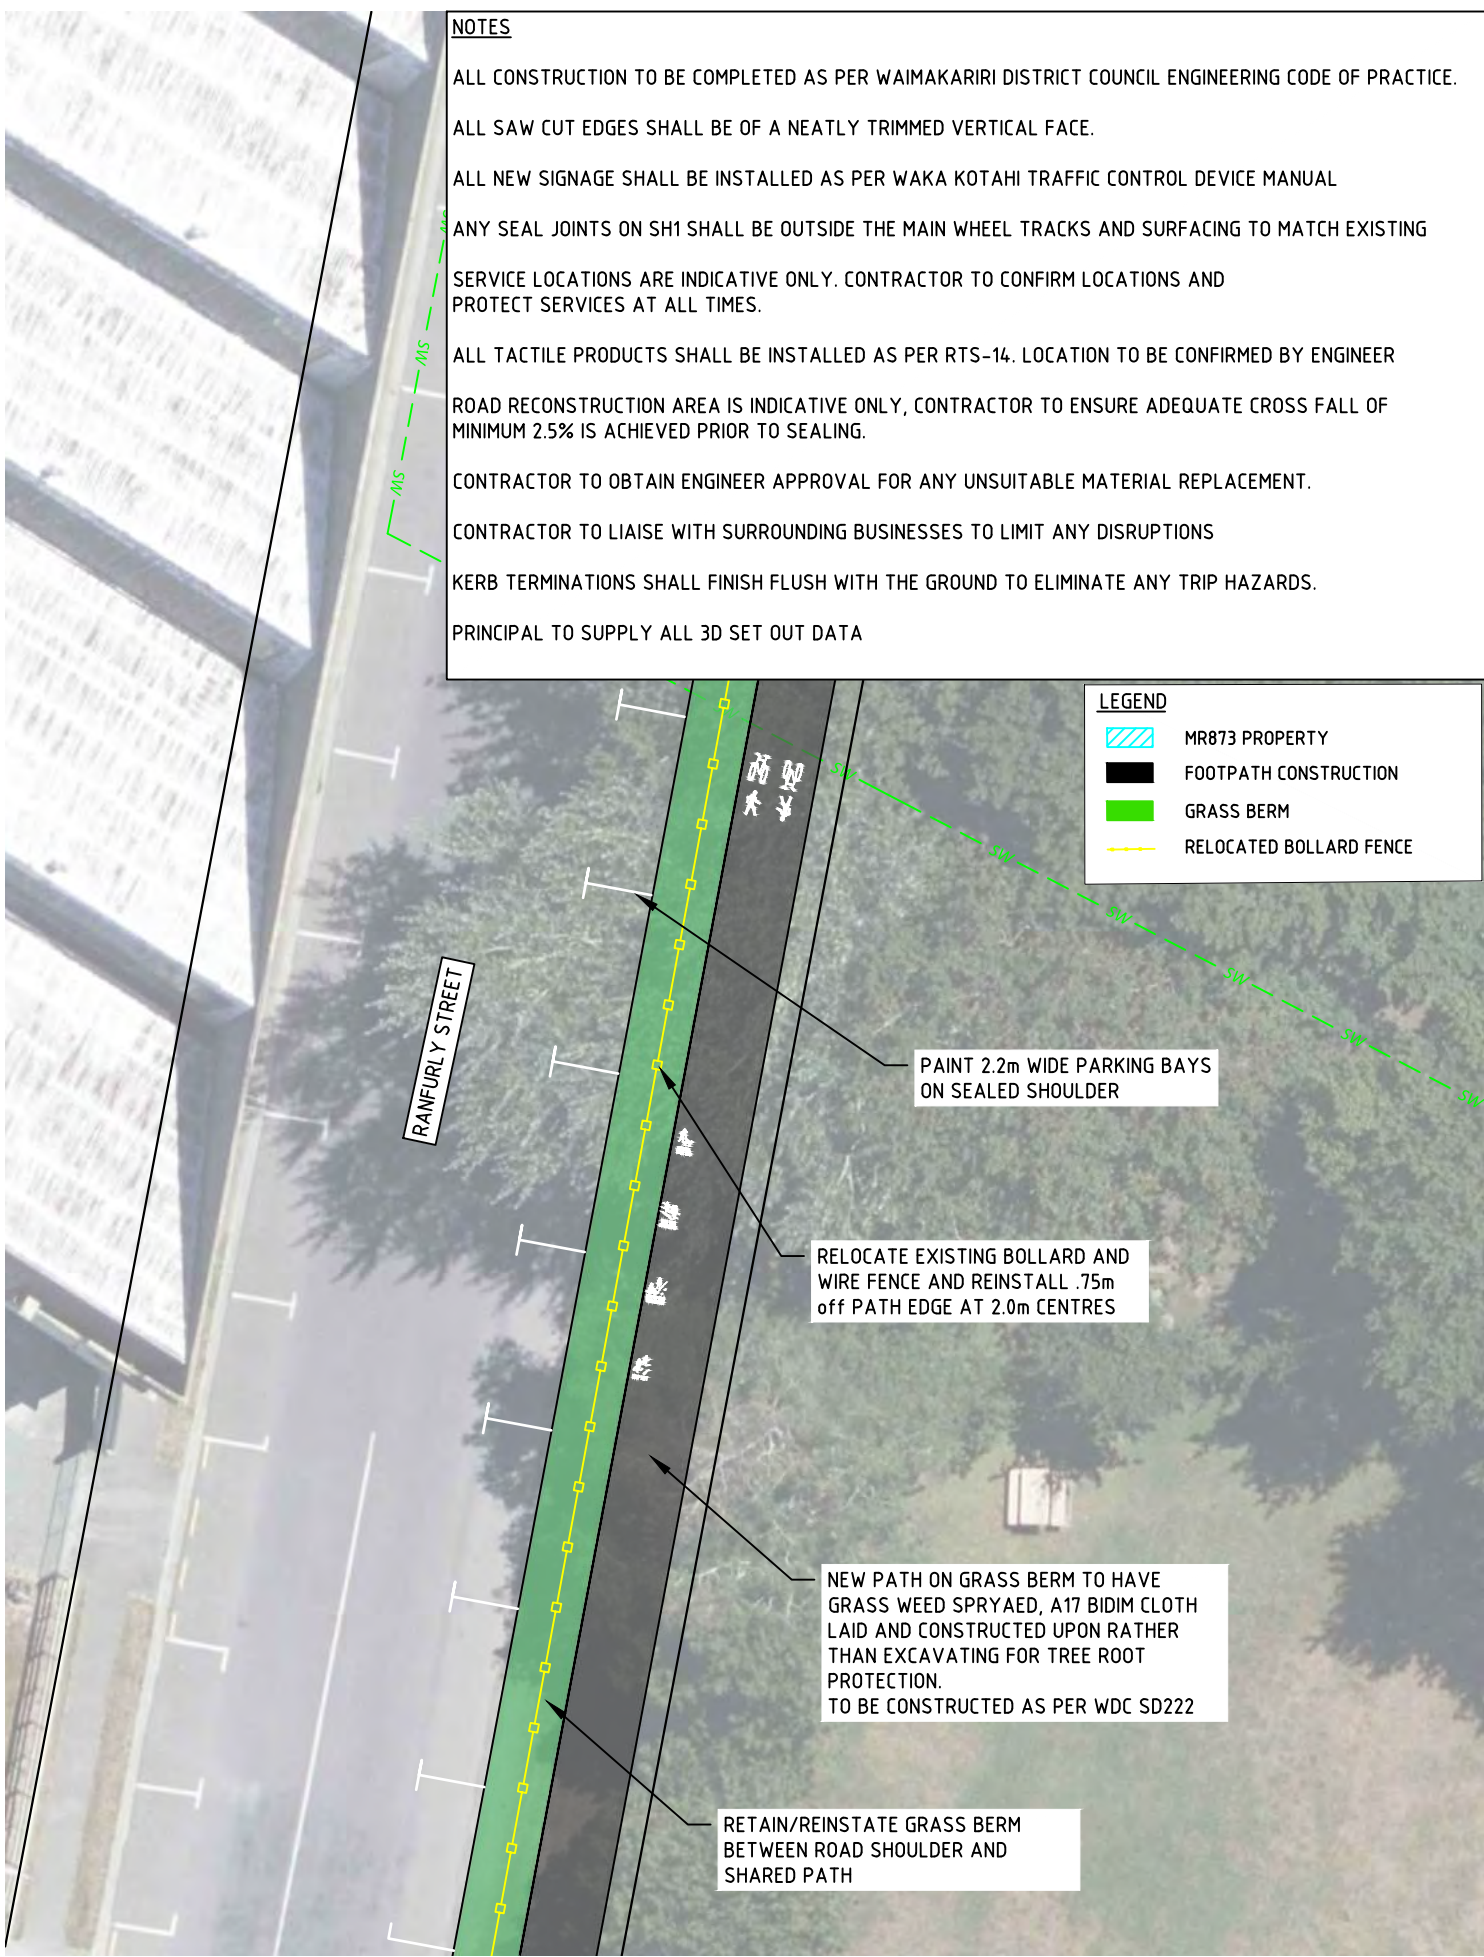 NOTES
ALL CONSTRUCTION TO BE COMPLETED AS PER WAIMAKARIRI DISTRICT COUNCIL ENGINEERING CODE OF PRACTICE.
ALL SAW CUT EDGES SHALL BE OF A NEATLY TRIMMED VERTICAL FACE.
ALL NEW SIGNAGE SHALL BE INSTALLED AS PER WAKA KOTAHI TRAFFIC CONTROL DEVICE MANUAL
ANY SEAL JOINTS ON SH1 SHALL BE OUTSIDE THE MAIN WHEEL TRACKS AND SURFACING TO MATCH EXISTING
SERVICE LOCATIONS ARE INDICATIVE ONLY. CONTRACTOR TO CONFIRM LOCATIONS AND
PROTECT SERVICES AT ALL TIMES.
ALL TACTILE PRODUCTS SHALL BE INSTALLED AS PER RTS-14. LOCATION TO BE CONFIRMED BY ENGINEER
ROAD RECONSTRUCTION AREA IS INDICATIVE ONLY, CONTRACTOR TO ENSURE ADEQUATE CROSS FALL OF
MINIMUM 2.5% IS ACHIEVED PRIOR TO SEALING.
CONTRACTOR TO OBTAIN ENGINEER APPROVAL FOR ANY UNSUITABLE MATERIAL REPLACEMENT.
CONTRACTOR TO LIAISE WITH SURROUNDING BUSINESSES TO LIMIT ANY DISRUPTIONS
KERB TERMINATIONS SHALL FINISH FLUSH WITH THE GROUND TO ELIMINATE ANY TRIP HAZARDS.
PRINCIPAL TO SUPPLY ALL 3D SET OUT DATA
LEGEND
MR873 PROPERTY
FOOTPATH CONSTRUCTION
GRASS BERM
RELOCATED BOLLARD FENCE
SW
SW
SW
SW
SW
SW
SW
SW
SW
RANFURLY STREET
PAINT 2.2m WIDE PARKING BAYS
ON SEALED SHOULDER
RELOCATE EXISTING BOLLARD AND
WIRE FENCE AND REINSTALL .75m
off PATH EDGE AT 2.0m CENTRES
NEW PATH ON GRASS BERM TO HAVE
GRASS WEED SPRYAED, A17 BIDIM CLOTH
LAID AND CONSTRUCTED UPON RATHER
THAN EXCAVATING FOR TREE ROOT
PROTECTION.
TO BE CONSTRUCTED AS PER WDC SD222
RETAIN/REINSTATE GRASS BERM
BETWEEN ROAD SHOULDER AND
SHARED PATH